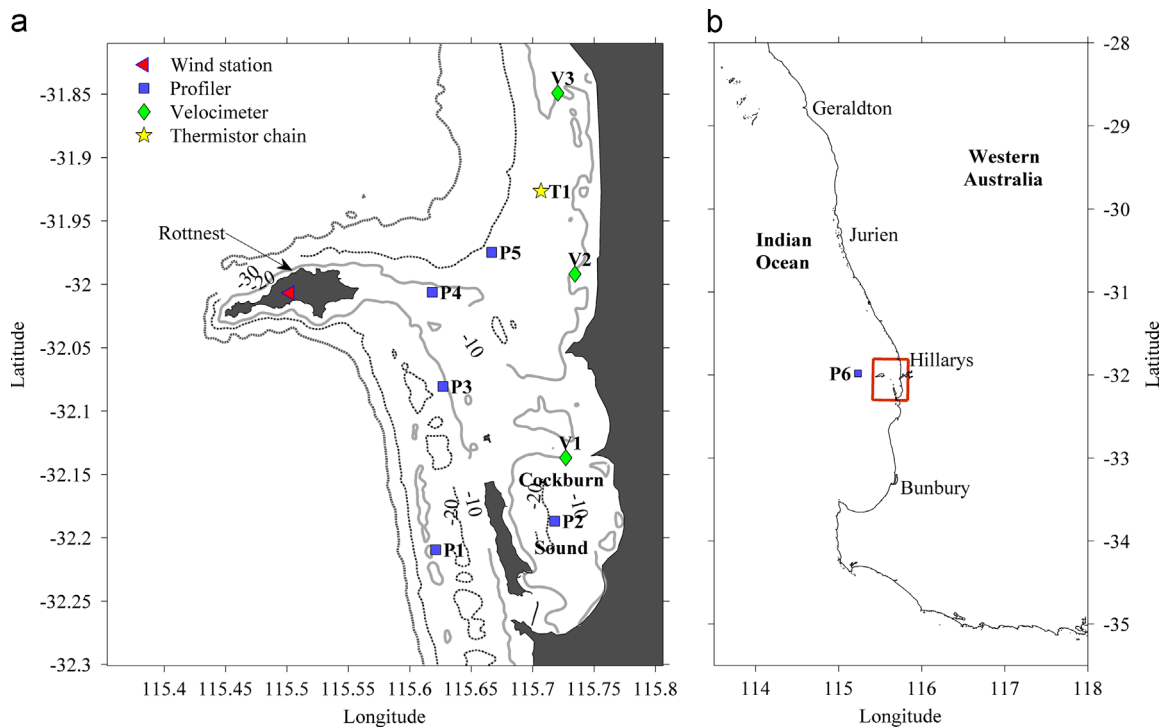 a
Wind station
Profiler
Velocimeter
Thermistor chain
V3
T1
Rottnest
P5
V2
-30
-20
P4
-10
P3
V1
Cockburn
-20
-10
-20
-10
P2
P1
Sound
-31.85
-31.9
-31.95
-32
-32.05
-32.1
-32.15
-32.2
-32.25
-32.3
Latitude
115.4
115.45
115.5
115.55
115.6
115.65
115.7
115.75
115.8
Longitude
b
Geraldton
Western
Australia
Jurien
Indian
Ocean
Hillarys
P6
Bunbury
-28
-29
-30
-31
-32
-33
-34
-35
Latitude
114
115
116
117
118
Longitude